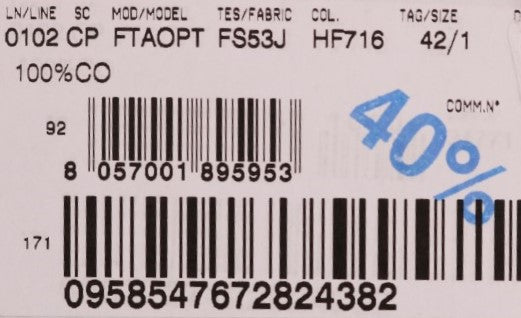 LN/LINE SC MOD/MODEL TES/FABRIC COL. TAG/SIZE
0102 CP FTAOPT FS53J HF716 42/1
100%CO
COMM.N°
40%
92
8 057001 895953
171
0958547672824382